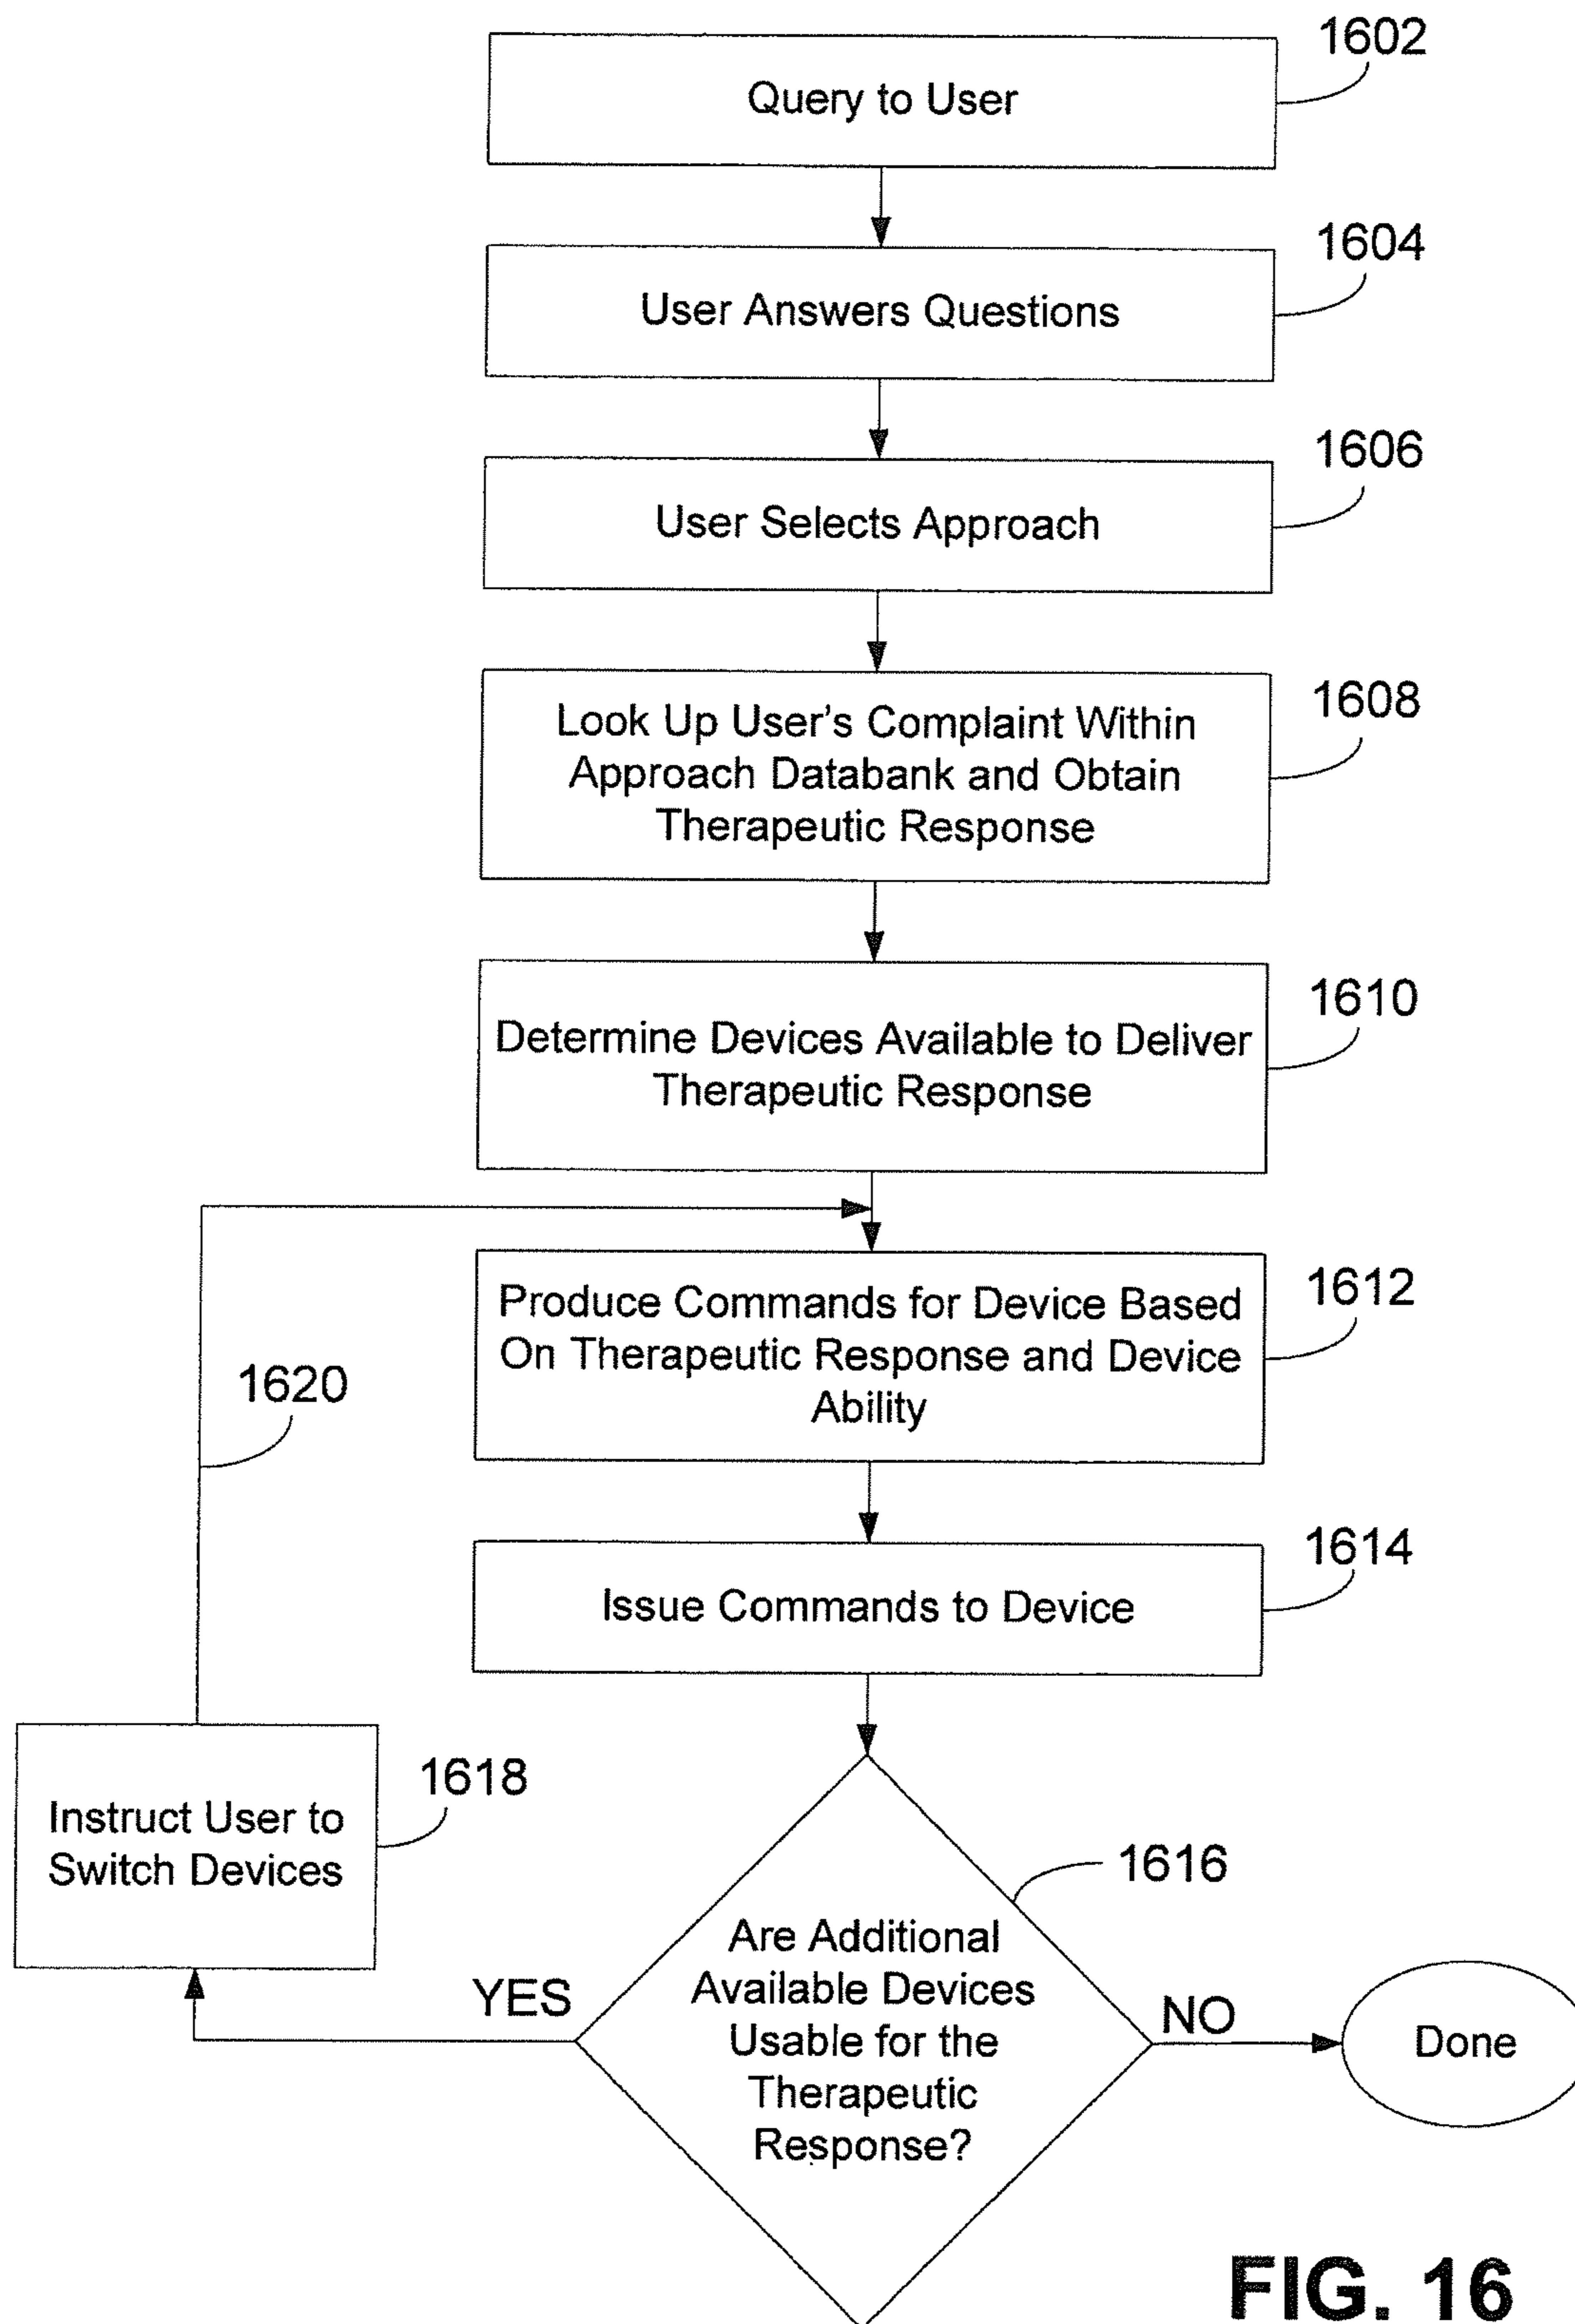 1602
Query to User
1604
User Answers Questions
1606
User Selects Approach
1608
Look Up User's Complaint Within
Approach Databank and Obtain
Therapeutic Response
1610
Determine Devices Available to Deliver
Therapeutic Response
1612
Produce Commands for Device Based
On Therapeutic Response and Device
Ability
1620
1614
Issue Commands to Device
1618
Instruct User to
Switch Devices
1616
Are Additional
Available Devices
Usable for the
Therapeutic
Response?
YES
NO
Done
FIG. 16